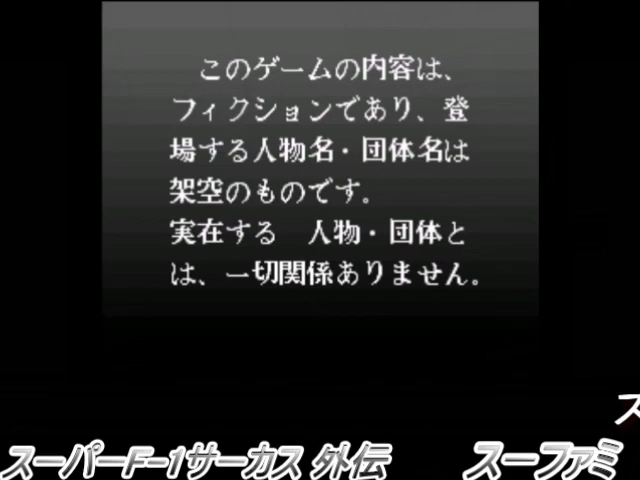 このゲームの内容は、
フィクションであり、登
場する人物名・団体名は
架空のものです。
実在する　人物・団体と
は、一切関係ありません。
ス
スーパーF-1サーカス 外伝　スーファミ